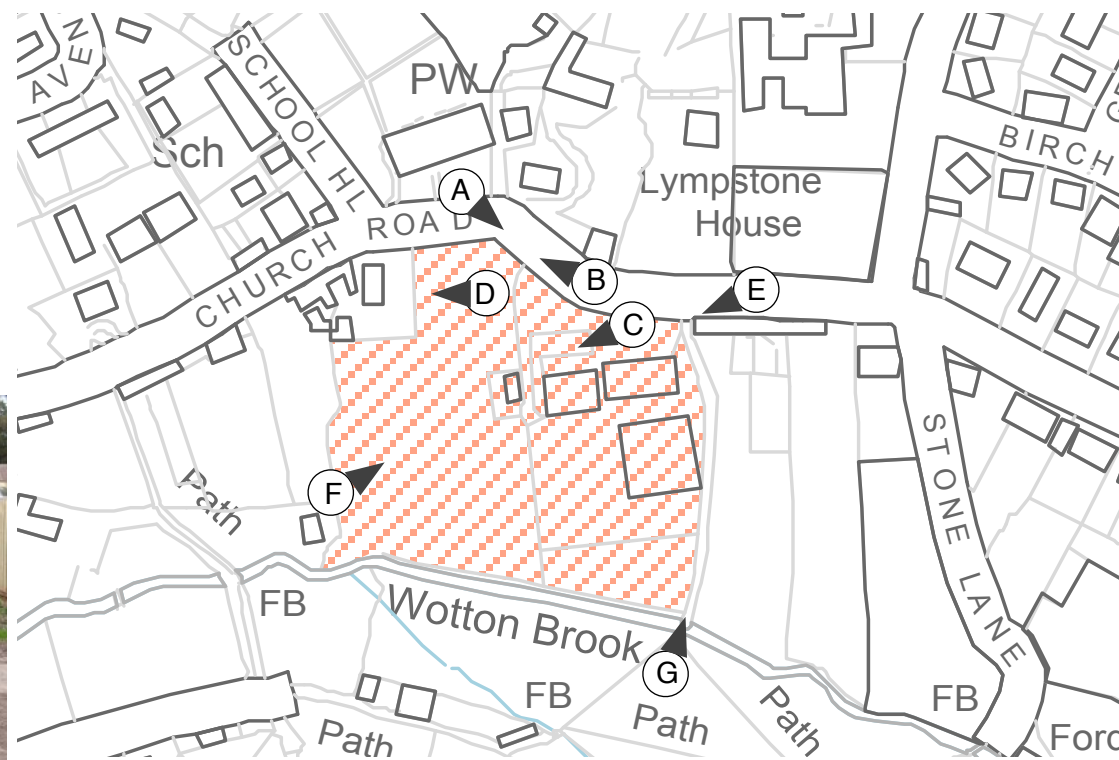 AVEN
SCHOOL HL
PW
Sch
A
CHURCH ROAD
Lympstone
House
BIRCH
B
E
D
C
F
Path
STONE LANE
FB
Wotton Brook
G
FB
Path
Path
FB
Path
Ford